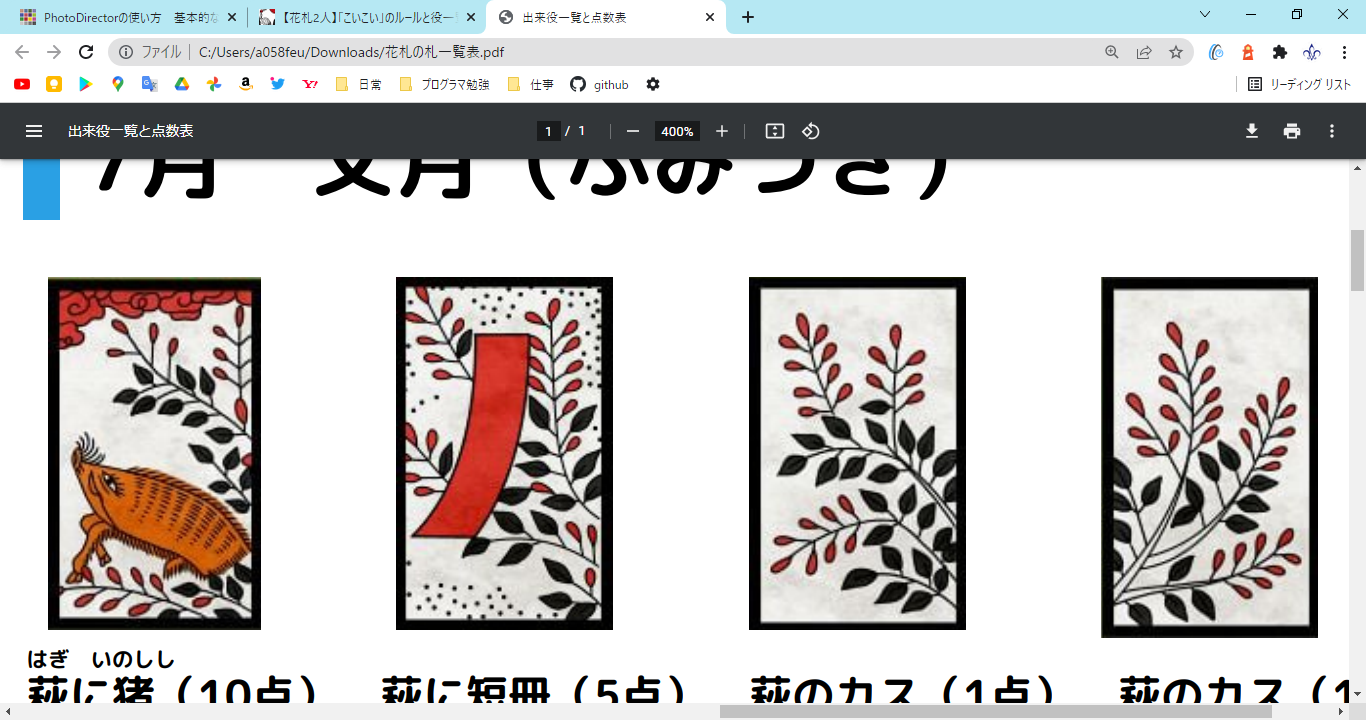 PhotoDirectorの使い方　基本的な
【花札2人】「こいこい」のルールと役一
出来役一覧と点数表
ファイル
C:/Users/a058feu/Downloads/花札の札一覧表.pdf
日常
プログラマ勉強
仕事
github
リーディング リスト
出来役一覧と点数表
1 / 1
400%
7月　文月（ふみつき）
はぎ　いのしし
萩に猪（10点）
萩に短冊（5点）
萩のカス（1点）
萩のカス（1